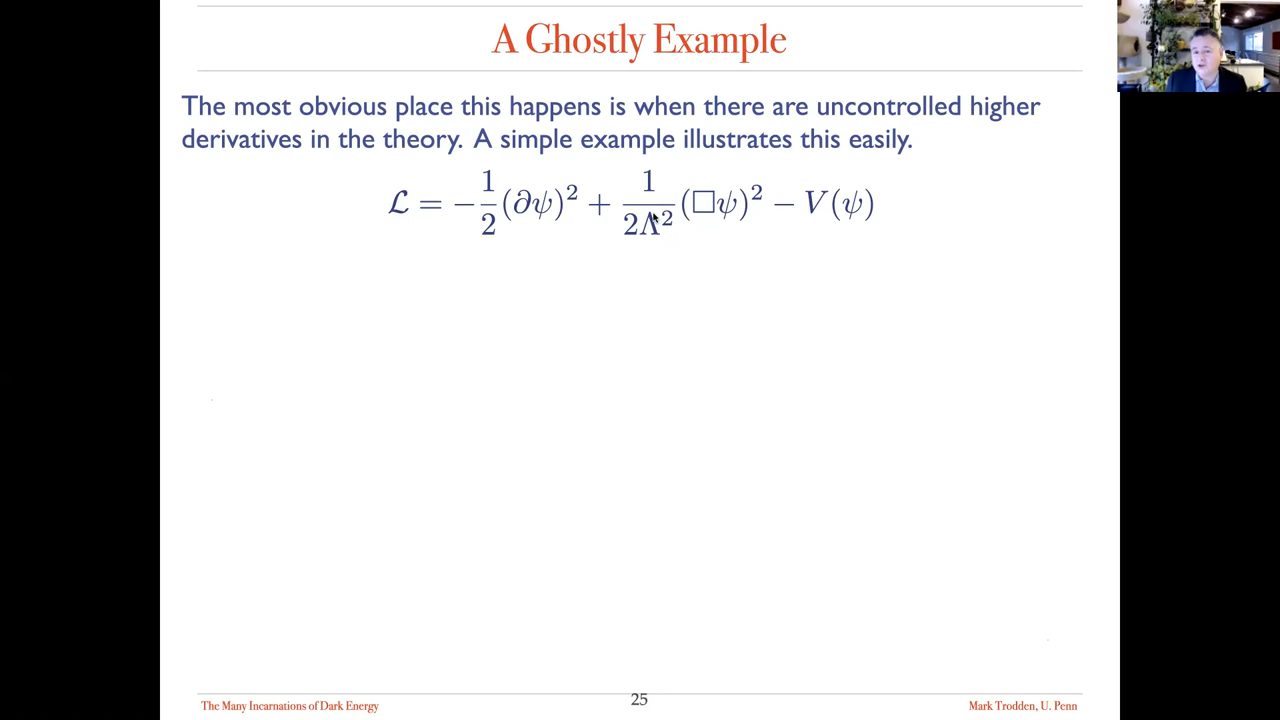 A Ghostly Example
The most obvious place this happens is when there are uncontrolled higher
derivatives in the theory. A simple example illustrates this easily.
ℒ = −\frac{1}{2}(∂ψ)² + \frac{1}{2Λ²}(□ψ)² − V(ψ)
The Many Incarnations of Dark Energy
25
Mark Trodden, U. Penn